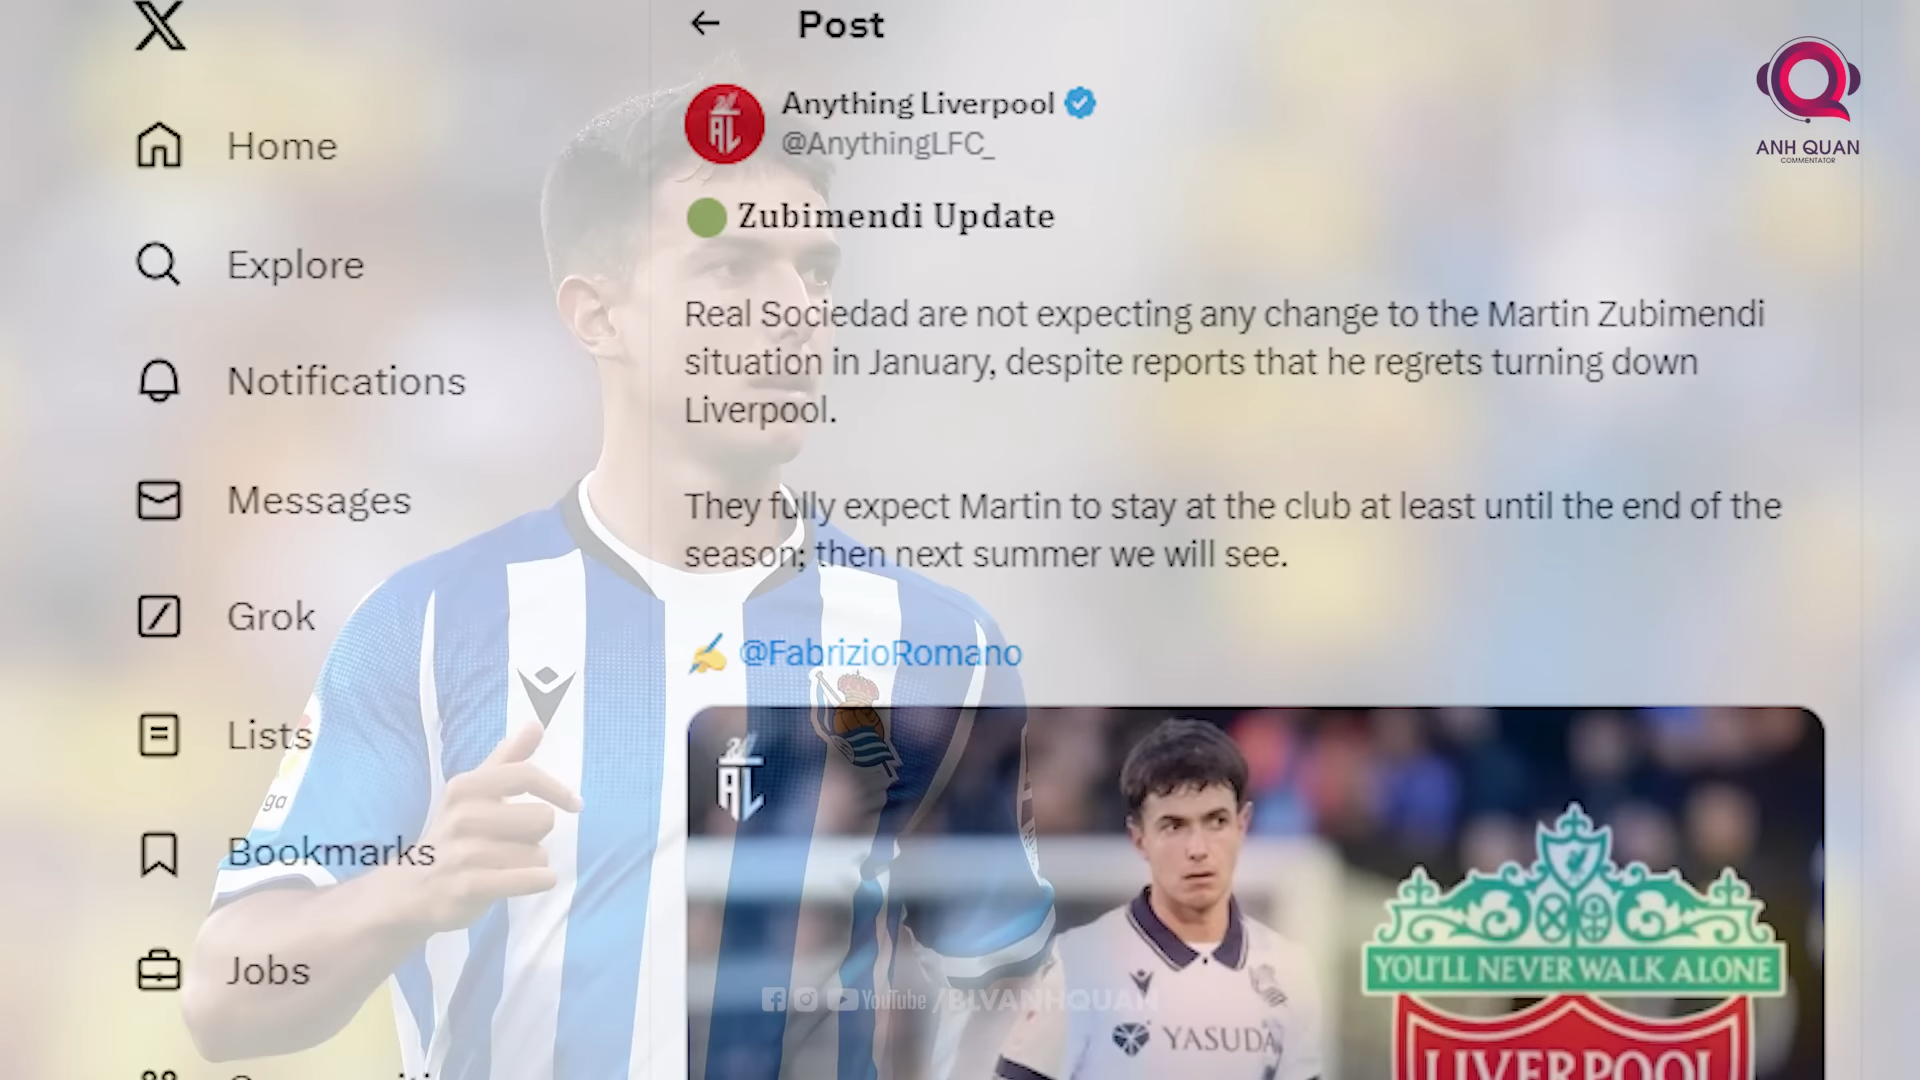 Post
Anything Liverpool
@AnythingLFC_
Zubimendi Update
Real Sociedad are not expecting any change to the Martin Zubimendi
situation in January, despite reports that he regrets turning down
Liverpool.
They fully expect Martin to stay at the club at least until the end of the
season; then next summer we will see.
@FabrizioRomano
Home
Explore
Notifications
Messages
Grok
Lists
Bookmarks
Jobs
ANH QUAN
COMMENTATOR
AL
AL
ga
YOU'LL NEVER WALK ALONE
LIVERPOOL
YASUDA
YouTube /BLVANHQUAN